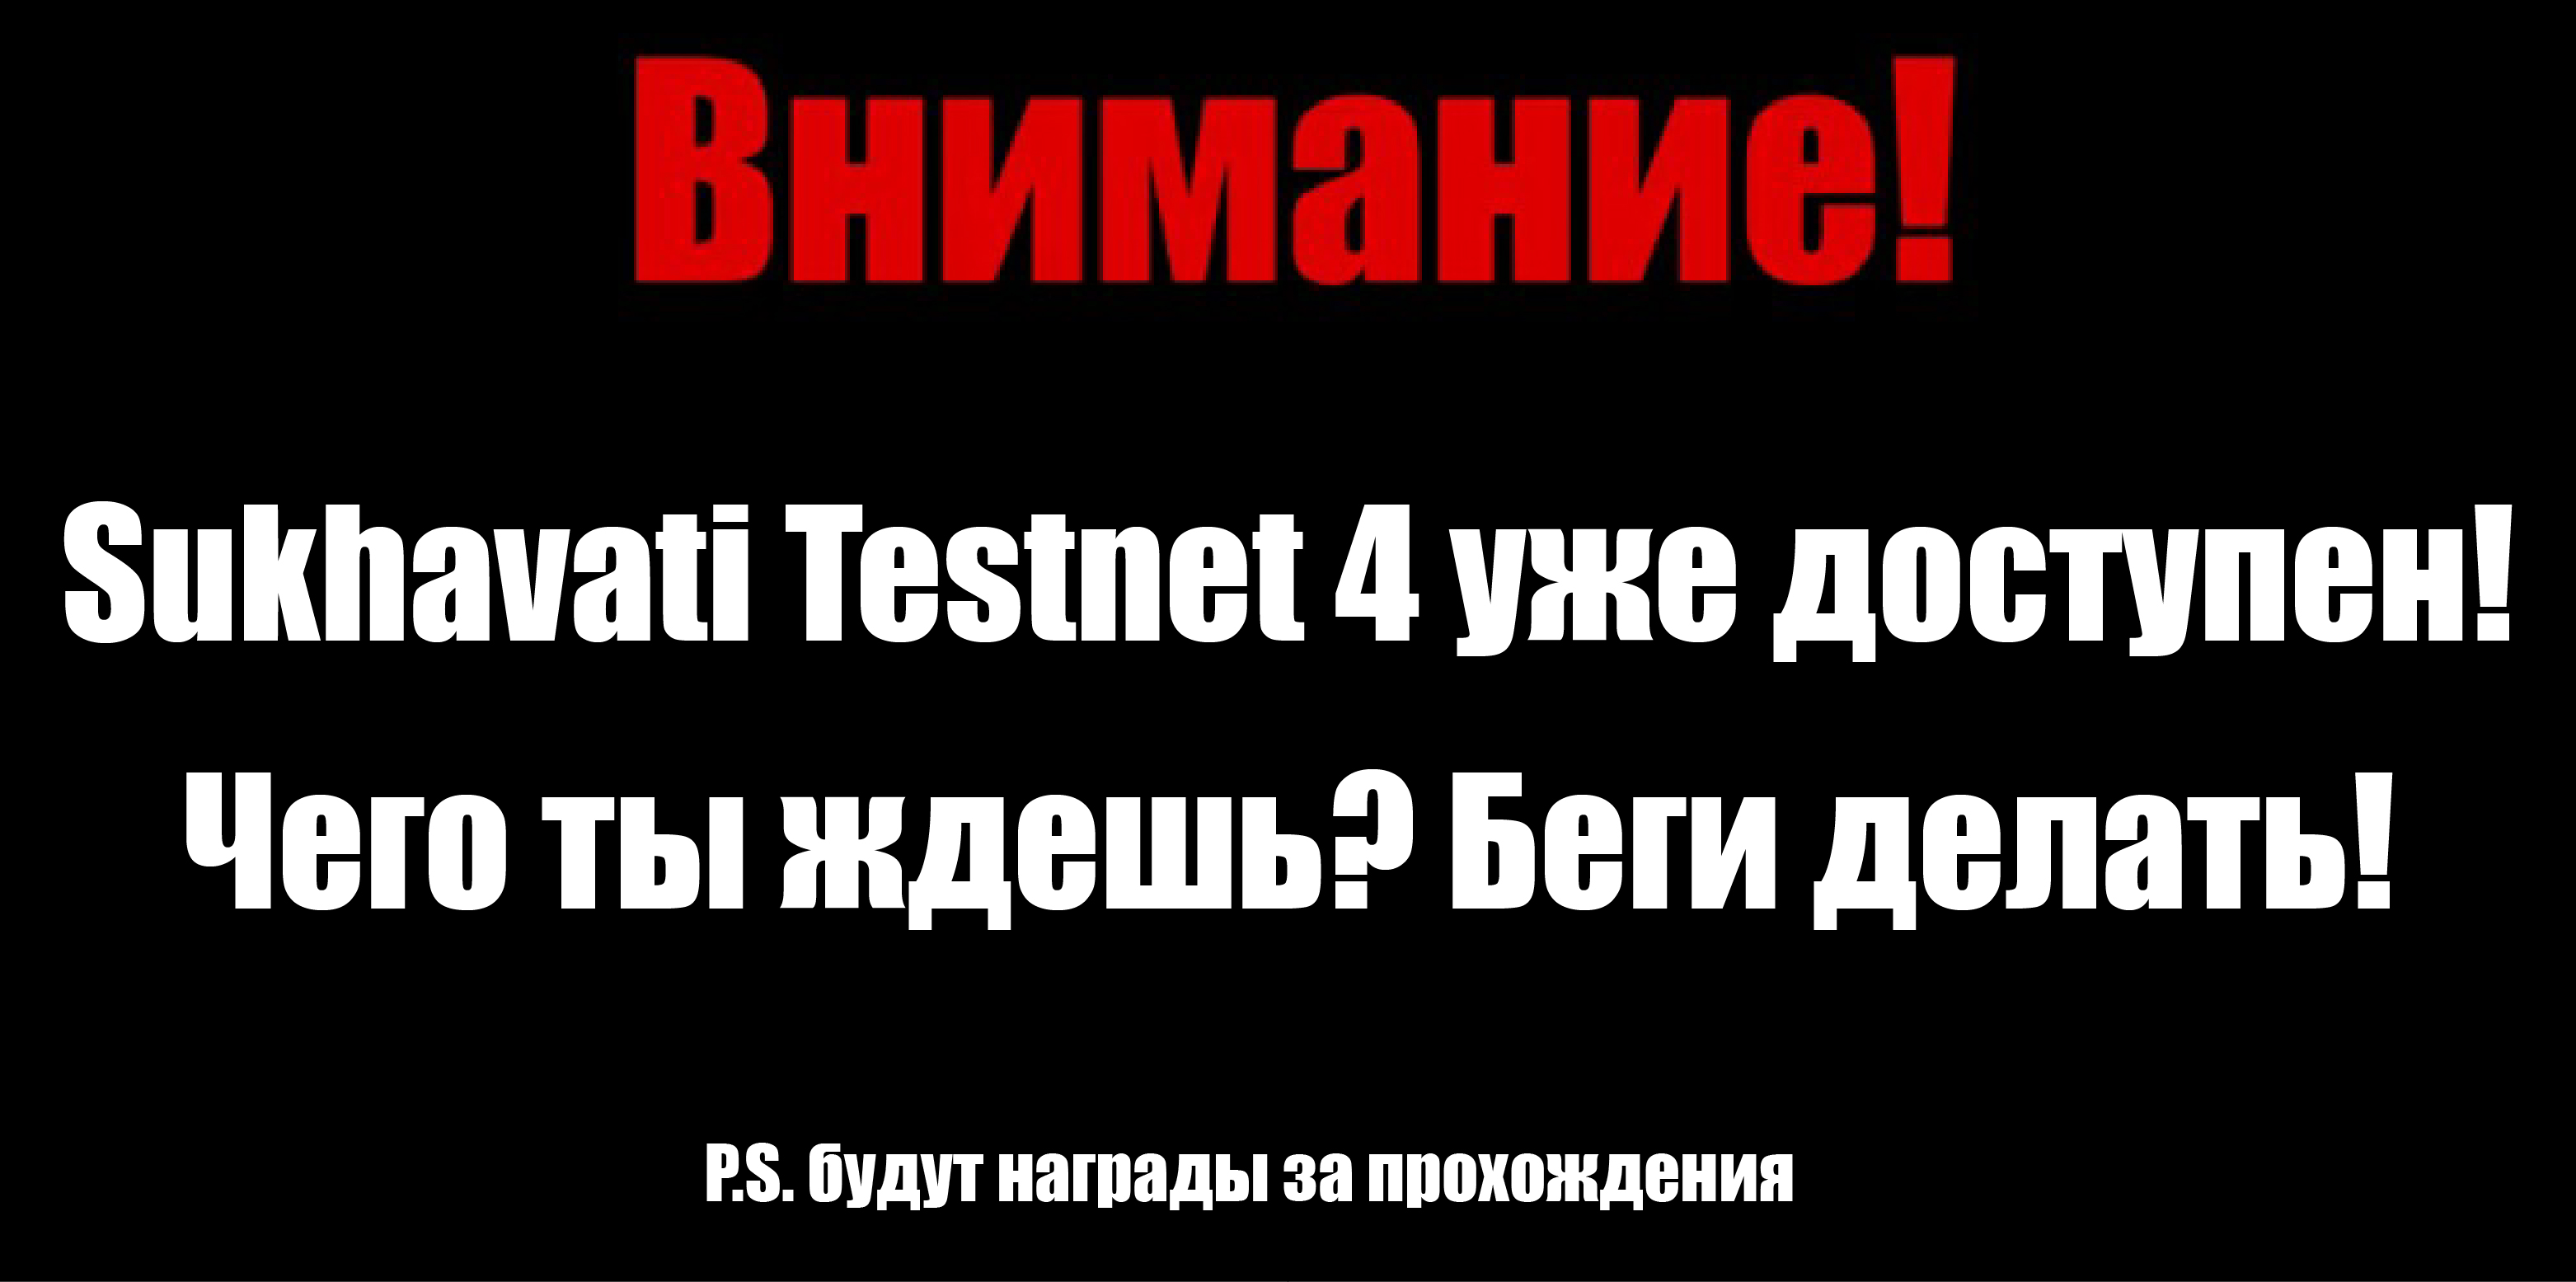 Внимание!
Sukhavati Testnet 4 уже доступен!
Чего ты ждешь? Беги делать!
P.S. будут награды за прохождения